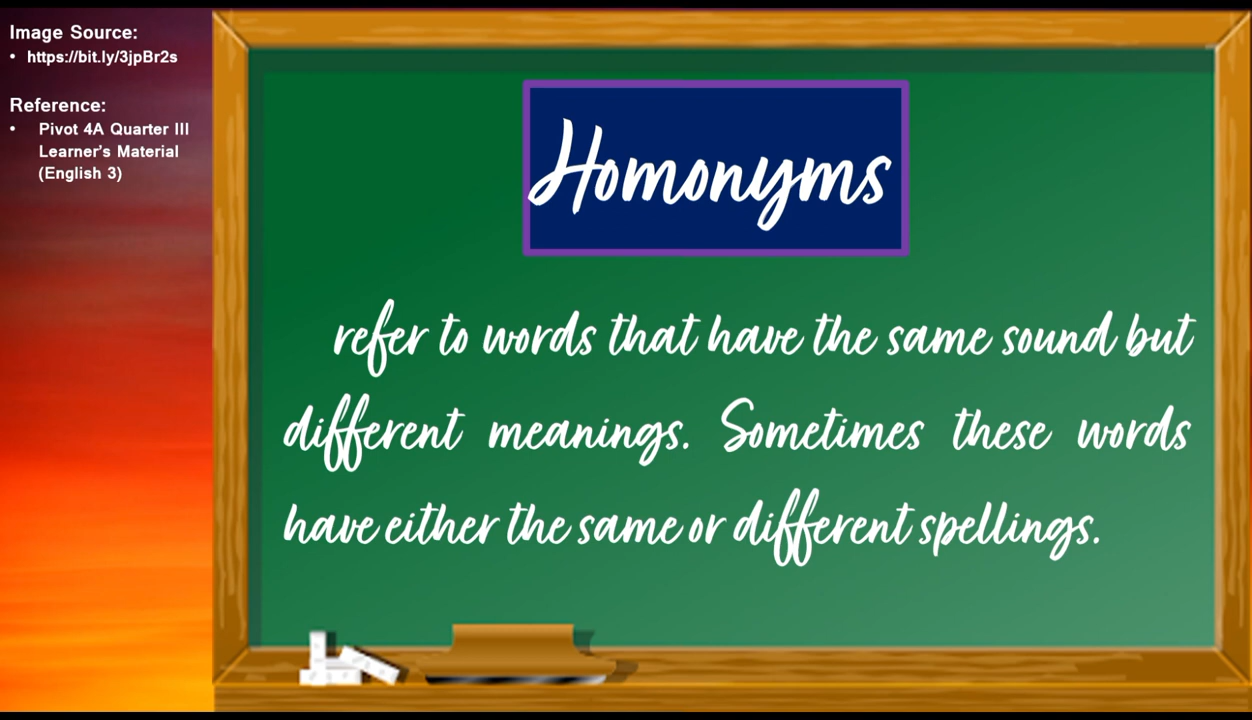 Image Source:
• https://bit.ly/3jpBr2s
Reference:
• Pivot 4A Quarter III
Learner's Material
(English 3)
Homonyms
refer to words that have the same sound but
different meanings. Sometimes these words
have either the same or different spellings.